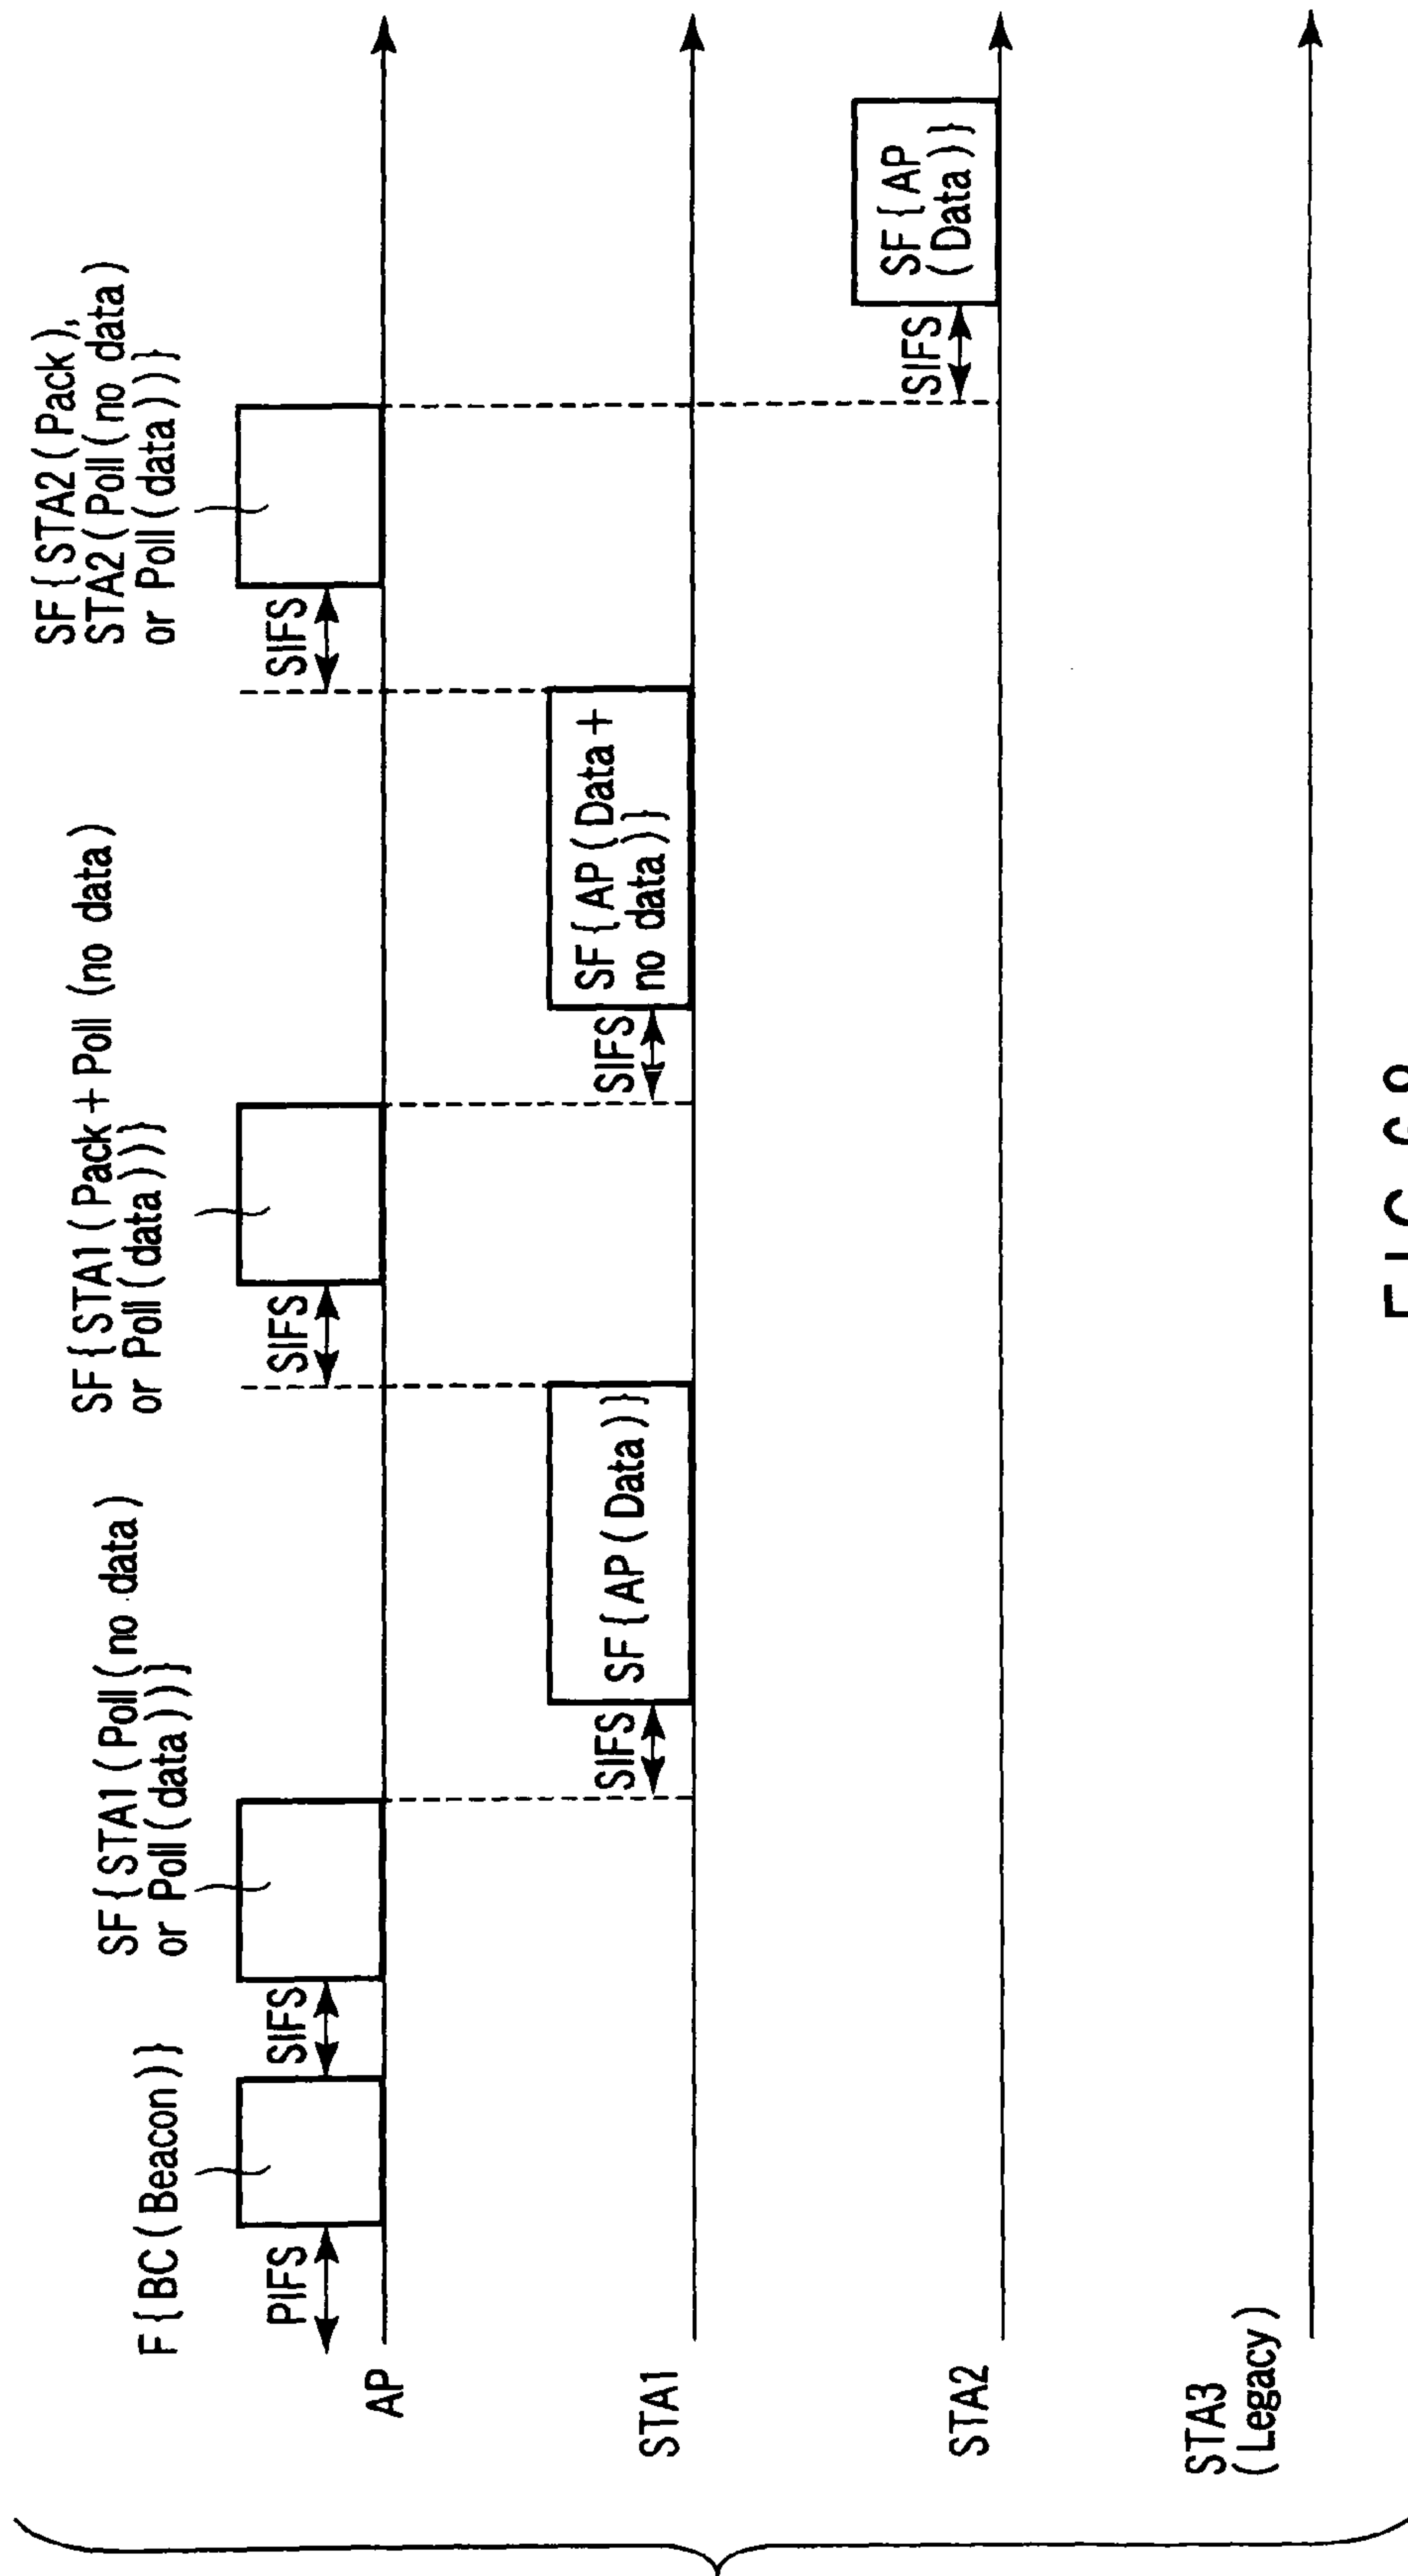 F{BC(Beacon)}
SF{STA1(Poll(no data)
or Poll(data))}
SF{STA1(Pack+Poll (no data)
or Poll(data)))}
SF{STA2(Pack),
STA2(Poll(no data)
or Poll(data)))}
PIFS
SIFS
SIFS
SIFS
AP
SIFS
SF{AP(Data)}
SIFS
SF{AP(Data+
no data)}
STA1
SIFS
SF{AP
(Data)}
STA2
STA3
(Legacy)